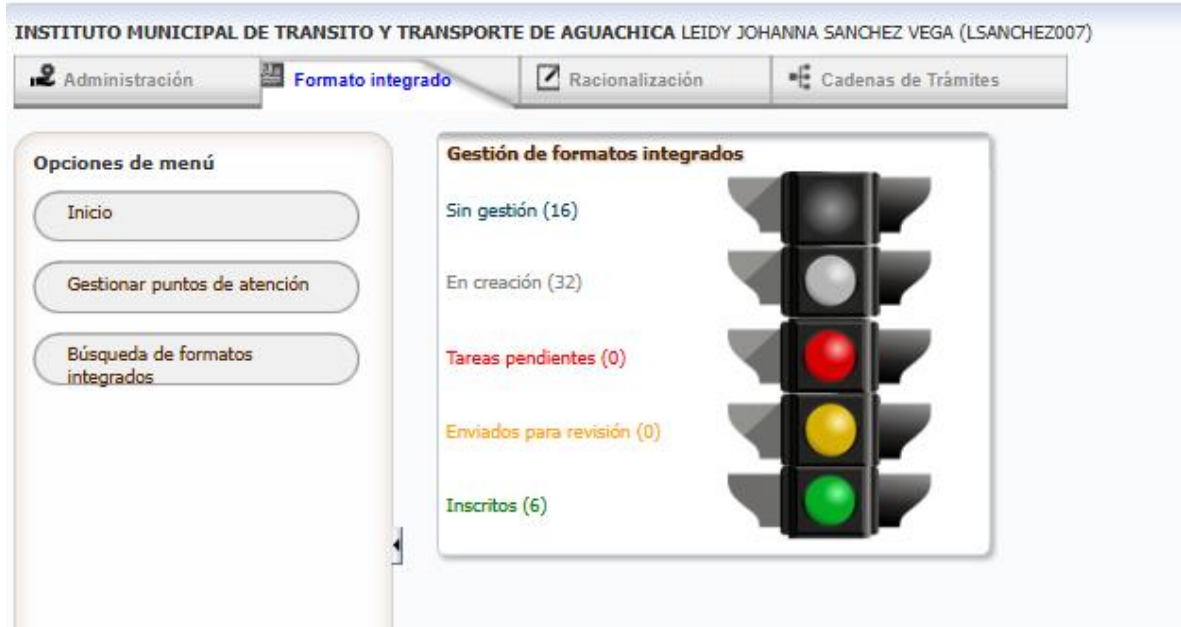 INSTITUTO MUNICIPAL DE TRANSITO Y TRANSPORTE DE AGUACHICA LEIDY JOHANNA SANCHEZ VEGA (LSANCHEZ007)
Administración
Formato integrado
Racionalización
Cadenas de Trámites
Opciones de menú
Inicio
Gestionar puntos de atención
Búsqueda de formatos
integrados
Gestión de formatos integrados
Sin gestión (16)
En creación (32)
Tareas pendientes (0)
Enviados para revisión (0)
Inscritos (6)